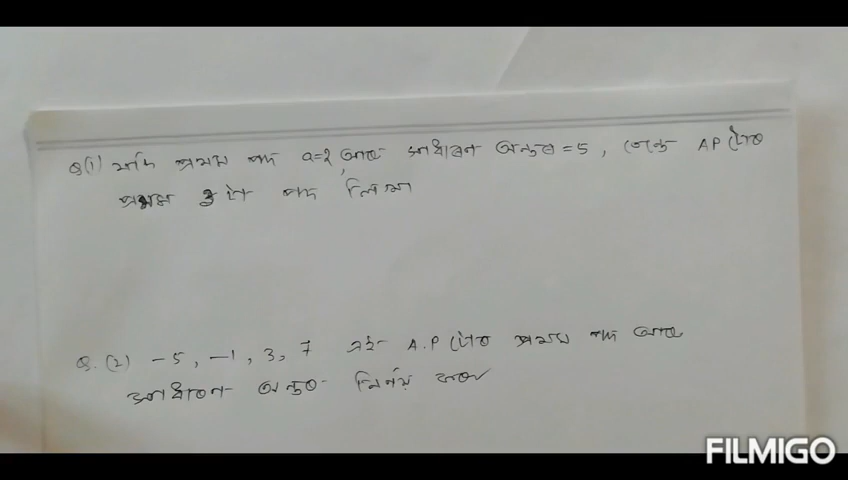 Q(1) যদি প্ৰথম পদ a=2, আৰু সাধাৰণ অন্তৰ = 5, তেন্তে AP টোৰ
প্ৰথম 3 টা পদ লিখা
Q. (2) -5, -1, 3, 7 এই A.P টোৰ প্ৰথম পদ আৰু
সাধাৰণ অন্তৰ নিৰ্ণয় কৰা
FILMIGO